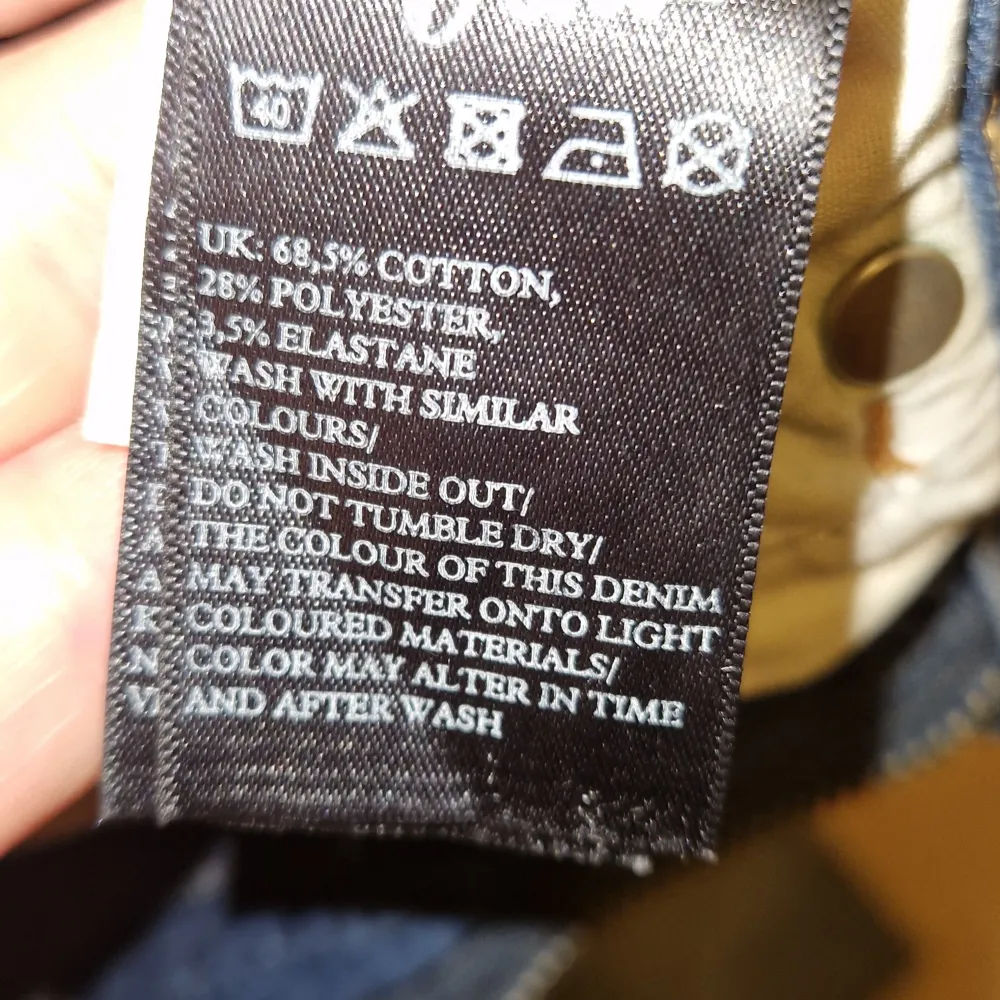 40
UK: 68,5% COTTON,
28% POLYESTER,
3,5% ELASTANE
WASH WITH SIMILAR
COLOURS/
WASH INSIDE OUT/
DO NOT TUMBLE DRY/
THE COLOUR OF THIS DENIM
MAY TRANSFER ONTO LIGHT
COLOURED MATERIALS/
COLOR MAY ALTER IN TIME
AND AFTER WASH